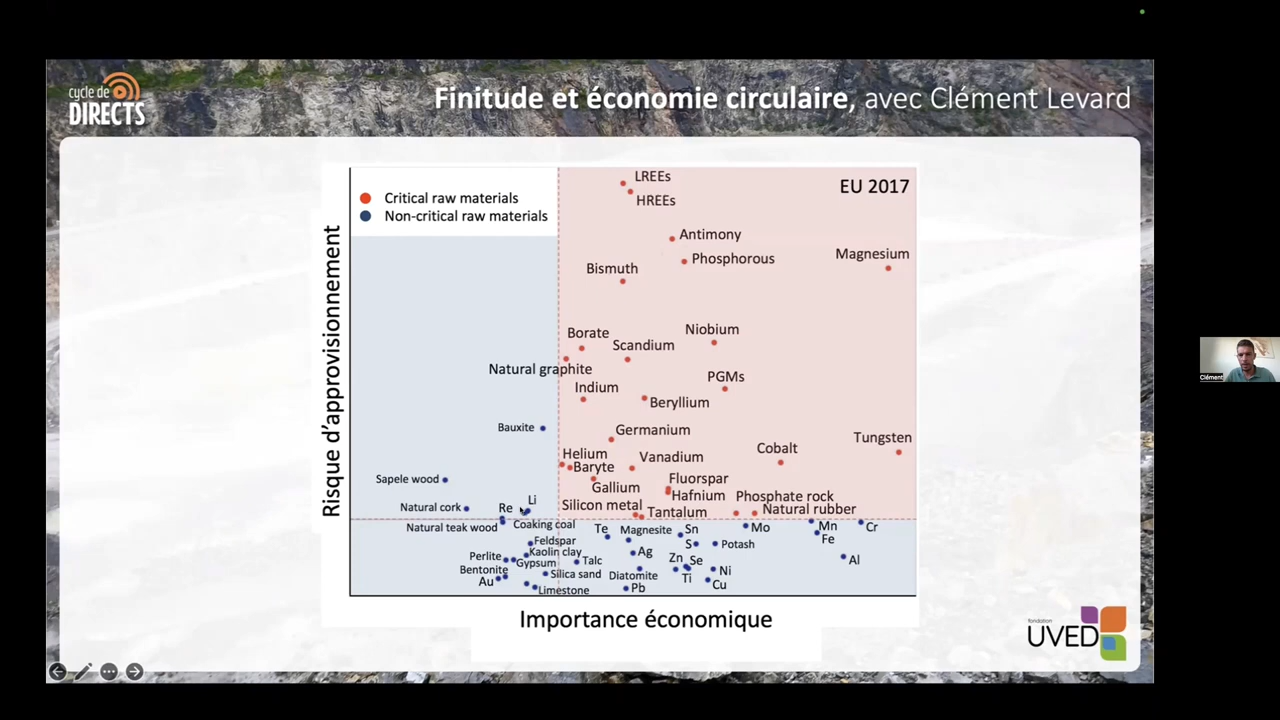 cycle de
DIRECTS
Finitude et économie circulaire, avec Clément Levard
Critical raw materials
Non-critical raw materials
EU 2017
Risque d'approvisionnement
LREEs
HREEs
Antimony
Phosphorous
Magnesium
Bismuth
Borate
Niobium
Scandium
Natural graphite
PGMs
Indium
Beryllium
Bauxite
Germanium
Tungsten
Cobalt
Helium
Vanadium
Baryte
Sapele wood
Fluorspar
Gallium
Hafnium
Phosphate rock
Li
Natural cork
Re
Silicon metal
Tantalum
Natural rubber
Natural teak wood
Coaking coal
Te
Magnesite
Sn
Mo
Mn
Cr
Feldspar
Fe
S
Potash
Kaolin clay
Ag
Perlite
Gypsum
Talc
Zn
Se
Al
Bentonite
Silica sand
Diatomite
Ti
Ni
Au
Limestone
Pb
Cu
Importance économique
fondation
UVED
Clément